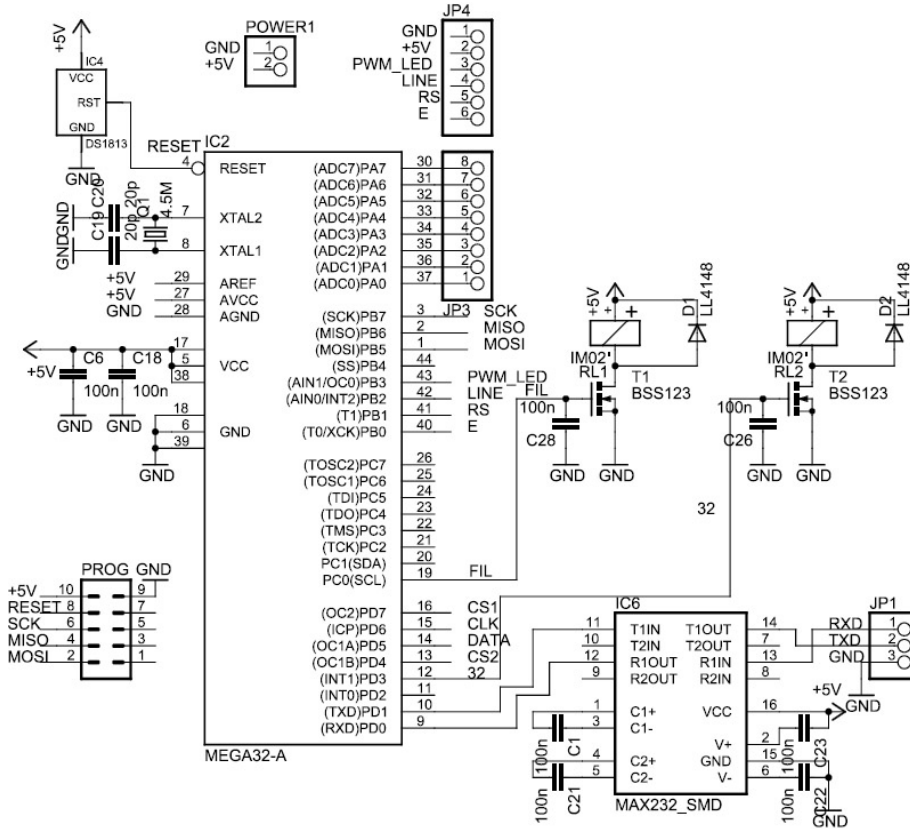 JP4
POWER1
GND 1
+5V 2
GND 1
+5V 2
PWM_LED 3
LINE 4
RS 5
E 6
+5V
IC4
VCC
RST
GND
DS1813
GND
RESET
IC2
4 RESET
7 XTAL2
8 XTAL1
29 AREF
27 AVCC
28 AGND
17
5 VCC
38
18
6 GND
39
GND
GND
C19
C20
20p
20p
Q1
4.5M
+5V
+5V
GND
+5V
C6
100n
C18
100n
GND
GND
GND
(ADC7)PA7 30 8
(ADC6)PA6 31 7
(ADC5)PA5 32 6
(ADC4)PA4 33 5
(ADC3)PA3 34 4
(ADC2)PA2 35 3
(ADC1)PA1 36 2
(ADC0)PA0 37 1
JP3
(SCK)PB7 3 SCK
(MISO)PB6 2 MISO
(MOSI)PB5 1 MOSI
(SS)PB4 44
(AIN1/OC0)PB3 43 PWM_LED
(AIN0/INT2)PB2 42 LINE
(T1)PB1 41 RS
(T0/XCK)PB0 40 E
(TOSC2)PC7 26
(TOSC1)PC6 25
(TDI)PC5 24
(TDO)PC4 23
(TMS)PC3 22
(TCK)PC2 21
PC1(SDA) 20
PC0(SCL) 19 FIL
(OC2)PD7 16 CS1
(ICP)PD6 15 CLK
(OC1A)PD5 14 DATA
(OC1B)PD4 13 CS2
(INT1)PD3 12 32
(INT0)PD2 11
(TXD)PD1 10
(RXD)PD0 9
MEGA32-A
FIL
100n
C28
GND
GND
+5V
+
D1
LL4148
IM02'
RL1
T1
BSS123
100n
C26
GND
GND
+5V
+
D2
LL4148
IM02'
RL2
T2
BSS123
32
PROG
GND
+5V 10 9
RESET 8 7
SCK 6 5
MISO 4 3
MOSI 2 1
IC6
11 T1IN T1OUT 14
10 T2IN T2OUT 7
12 R1OUT R1IN 13
9 R2OUT R2IN 8
1 C1+ VCC 16
3 C1- V+ 2
4 C2+ GND 15
5 C2- V- 6
MAX232_SMD
100n
C1
100n
C21
100n
C23
100n
C22
+5V
GND
GND
JP1
RXD 1
TXD 2
GND 3